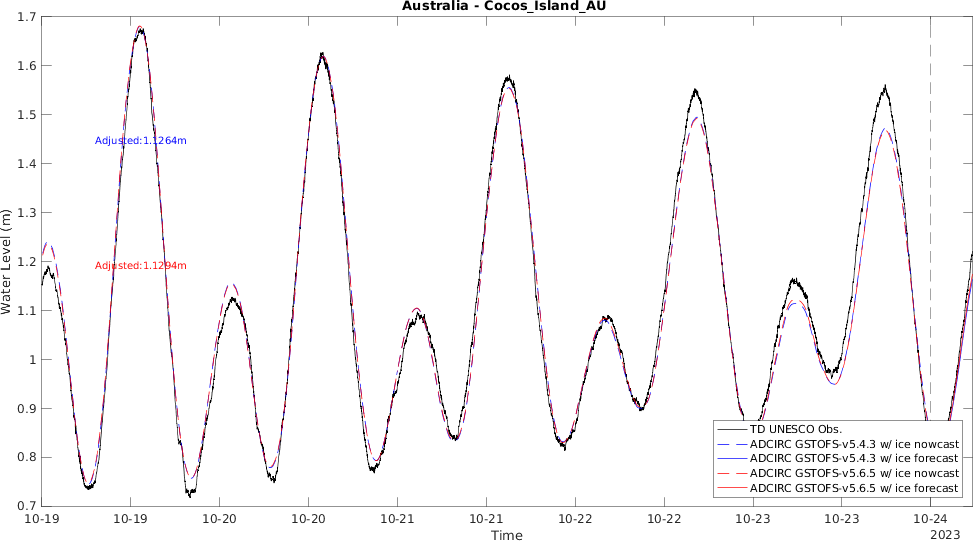 Australia - Cocos_Island_AU
1.7
1.6
1.5
1.4
1.3
1.2
1.1
1
0.9
0.8
0.7
Water Level (m)
Adjusted:1.1264m
Adjusted:1.1294m
TD UNESCO Obs.
ADCIRC GSTOFS-v5.4.3 w/ ice nowcast
ADCIRC GSTOFS-v5.4.3 w/ ice forecast
ADCIRC GSTOFS-v5.6.5 w/ ice nowcast
ADCIRC GSTOFS-v5.6.5 w/ ice forecast
10-19 10-19 10-20 10-20 10-21 10-21 10-22 10-22 10-23 10-23 10-24
2023
Time